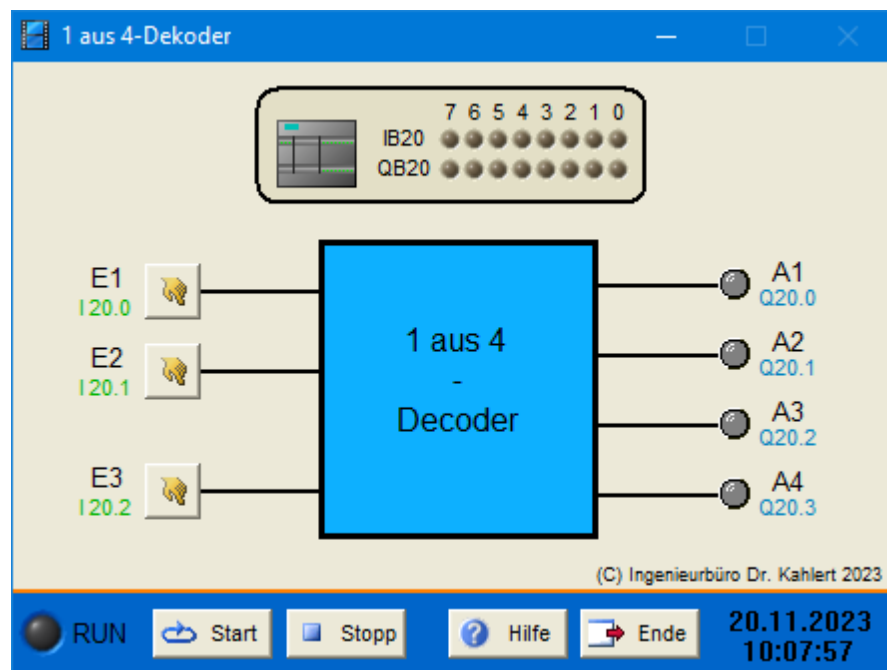 1 aus 4-Dekoder
7 6 5 4 3 2 1 0
IB20
QB20
E1
I 20.0
E2
I 20.1
E3
I 20.2
1 aus 4
-
Decoder
A1
Q20.0
A2
Q20.1
A3
Q20.2
A4
Q20.3
(C) Ingenieurbüro Dr. Kahlert 2023
RUN
Start
Stopp
Hilfe
Ende
20.11.2023
10:07:57